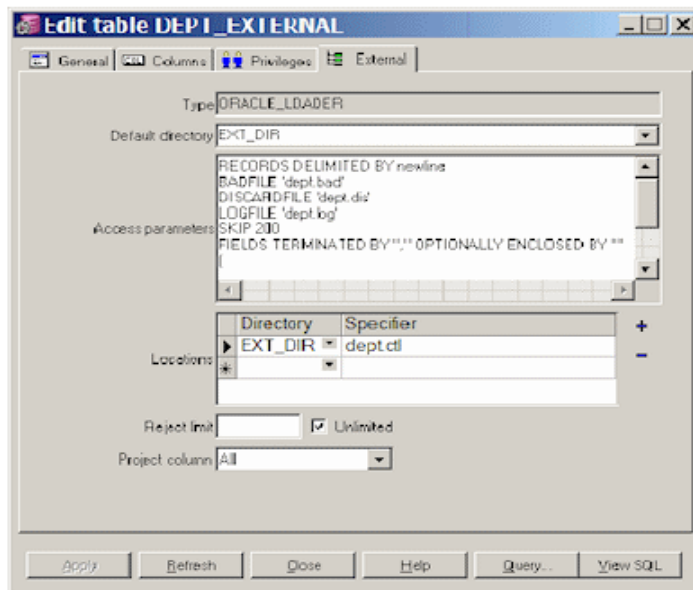 Edit table DEPT_EXTERNAL
General Columns Privileges External
Type ORACLE_LOADER
Default directory EXT_DIR
RECORDS DELIMITED BY newline
BADFILE 'dept.bad'
DISCARDFILE 'dept.dis'
LOGFILE 'dept.log'
Access parameters SKIP 200
FIELDS TERMINATED BY "," OPTIONALLY ENCLOSED BY '"'
(
Directory Specifier
EXT_DIR dept.ctl
Locations
Reject limit Unlimited
Project column All
Apply Refresh Close Help Query... View SQL